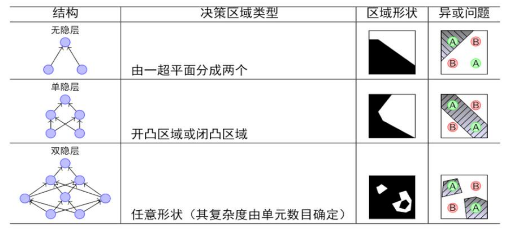 结构 决策区域类型 区域形状 异或问题
无隐层
由一超平面分成两个
A B
B A
单隐层
开凸区域或闭凸区域
A B
B A
双隐层
任意形状（其复杂度由单元数目确定）
A B
B A